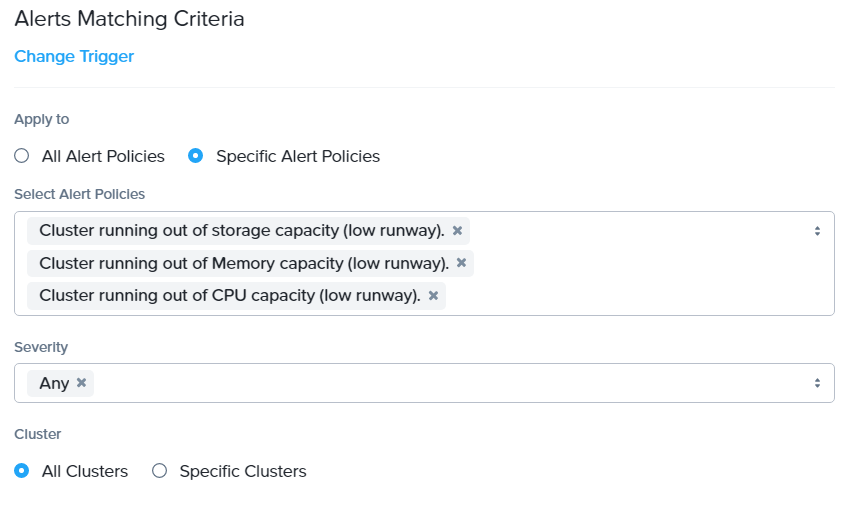 Alerts Matching Criteria
Change Trigger
Apply to
All Alert Policies Specific Alert Policies
Select Alert Policies
Cluster running out of storage capacity (low runway). ×
Cluster running out of Memory capacity (low runway). ×
Cluster running out of CPU capacity (low runway). ×
Severity
Any ×
Cluster
All Clusters Specific Clusters